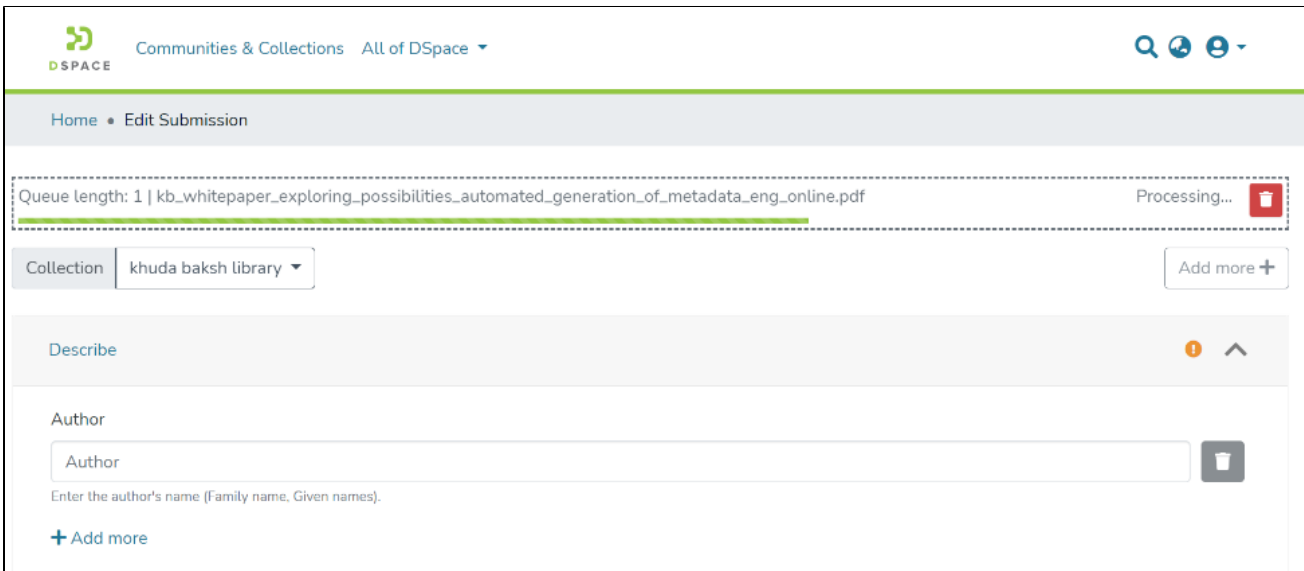 DSPACE
Communities & Collections All of DSpace
Home • Edit Submission
Queue length: 1 | kb_whitepaper_exploring_possibilities_automated_generation_of_metadata_eng_online.pdf Processing...
Collection khuda baksh library Add more +
Describe
Author
Author
Enter the author's name (Family name, Given names).
+ Add more